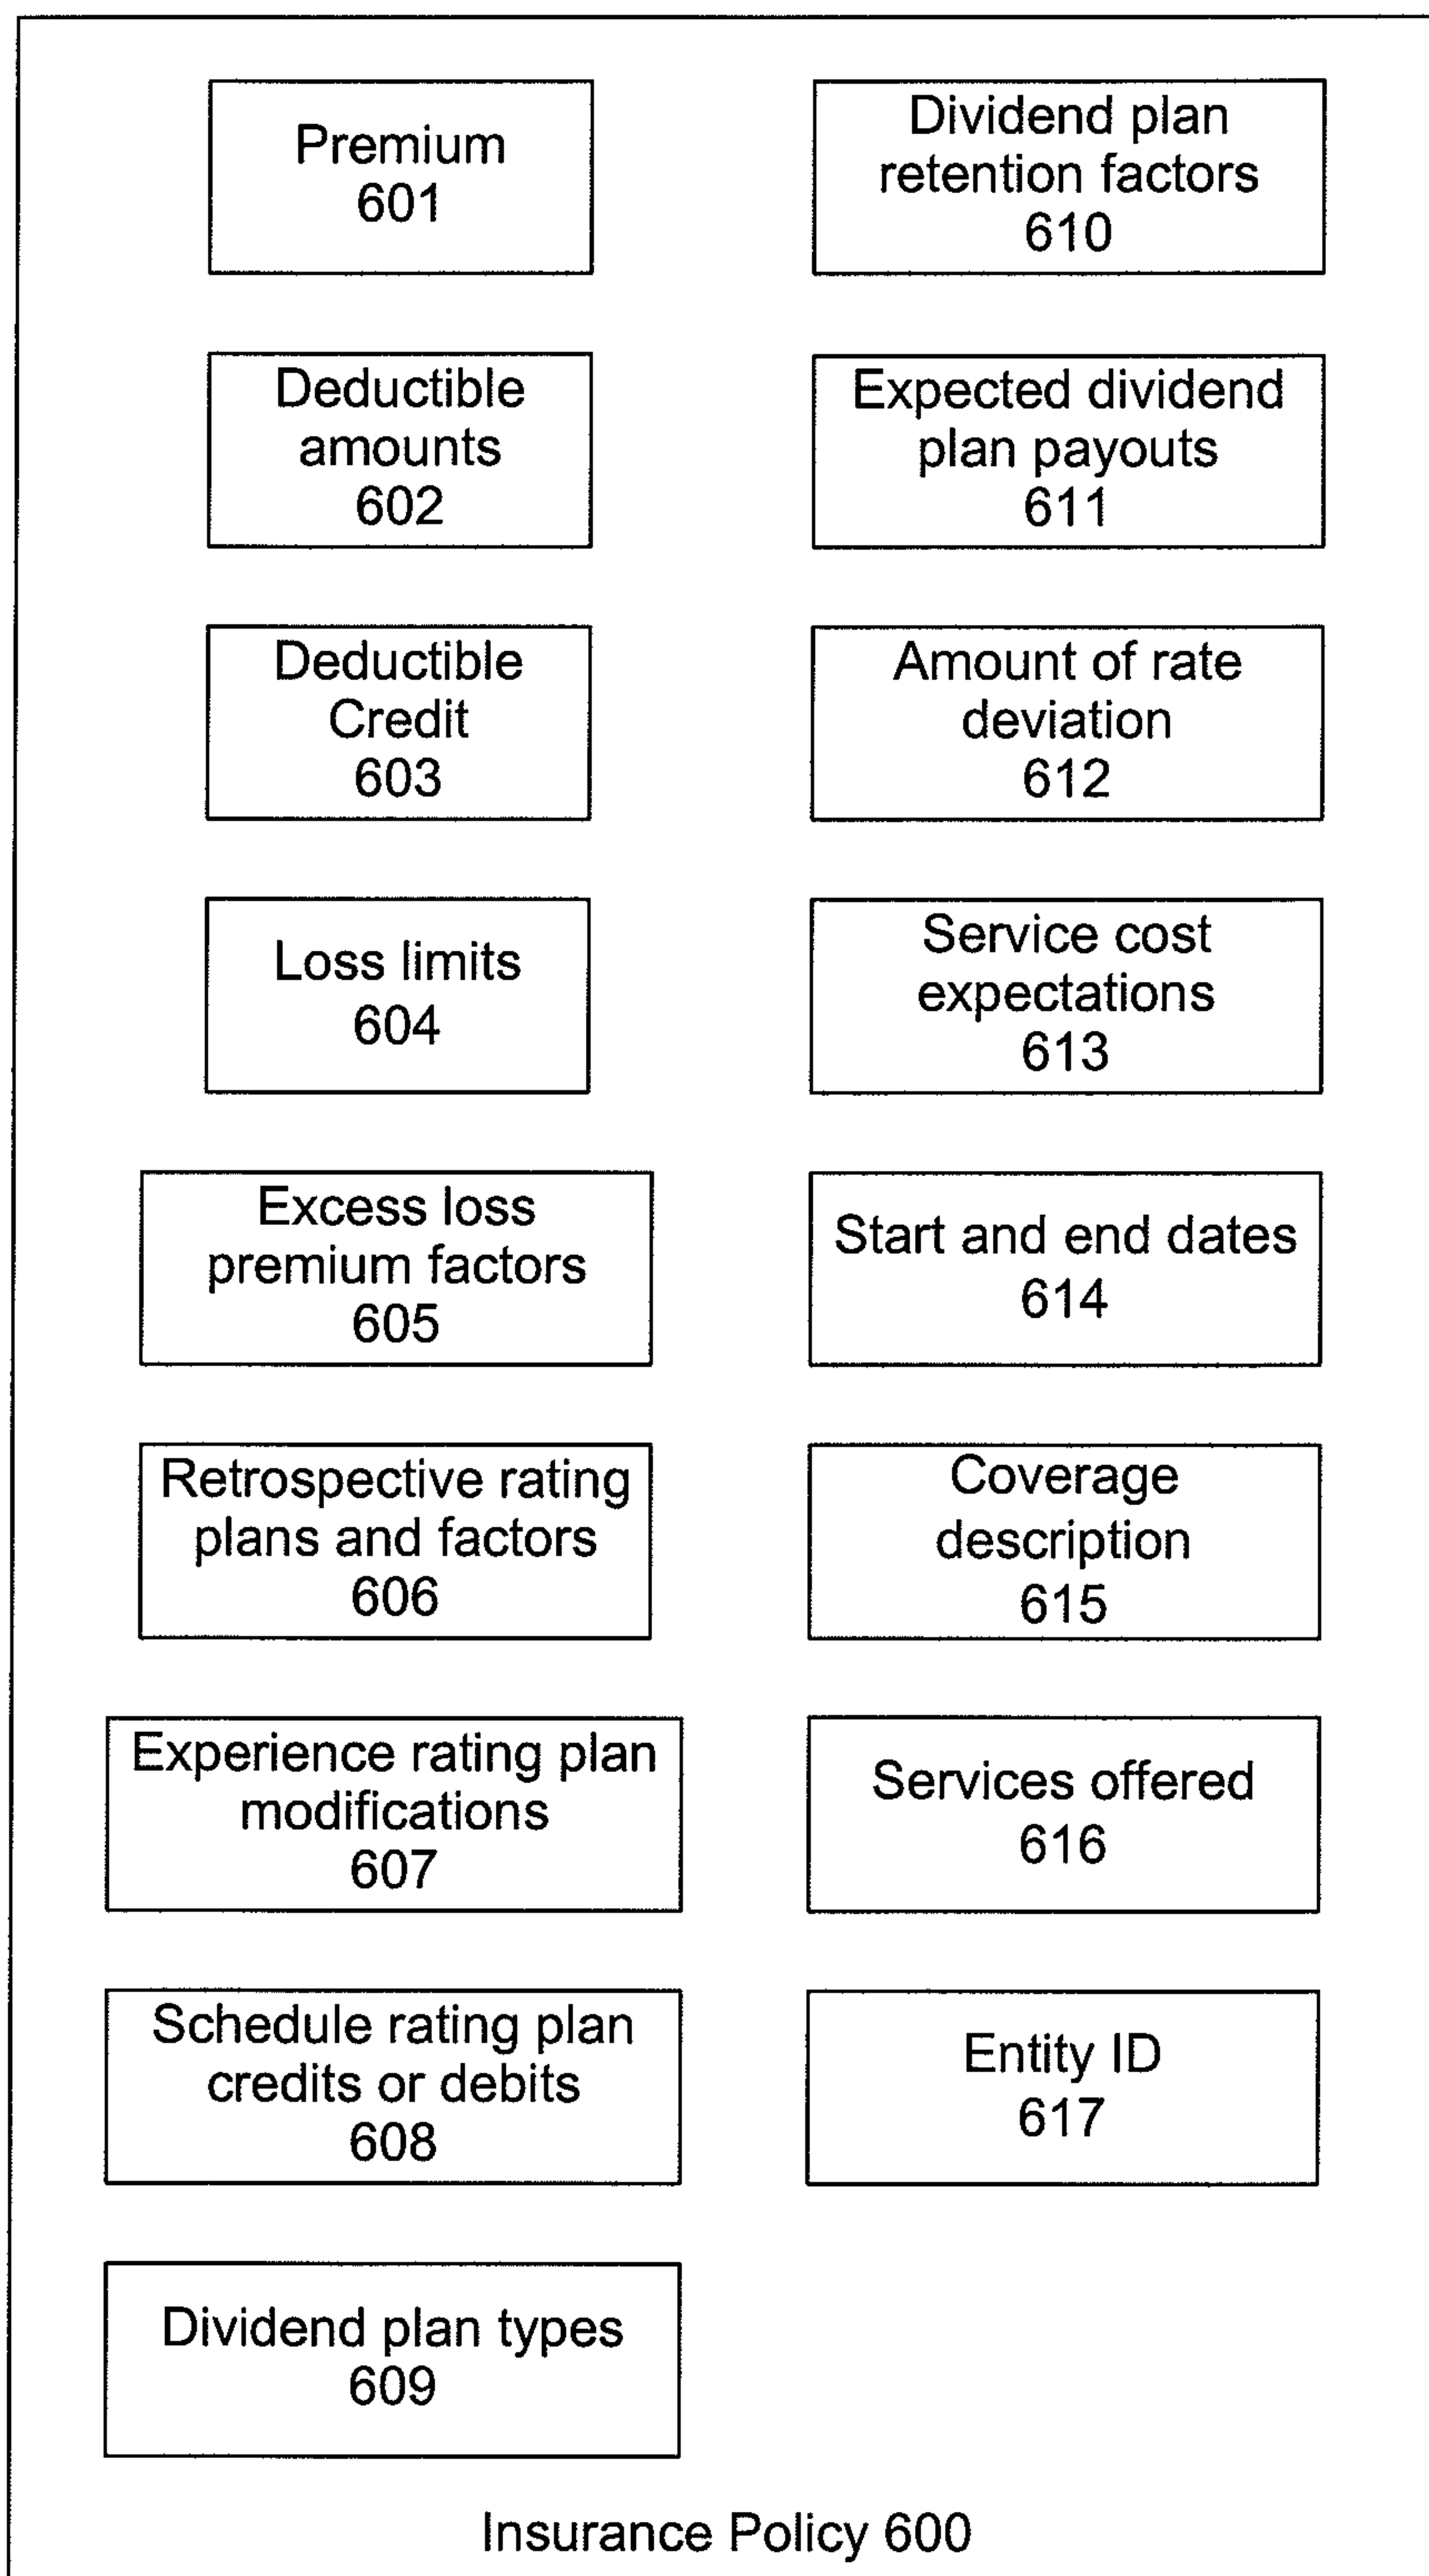 Premium
601
Deductible
amounts
602
Deductible
Credit
603
Loss limits
604
Excess loss
premium factors
605
Retrospective rating
plans and factors
606
Experience rating plan
modifications
607
Schedule rating plan
credits or debits
608
Dividend plan types
609
Dividend plan
retention factors
610
Expected dividend
plan payouts
611
Amount of rate
deviation
612
Service cost
expectations
613
Start and end dates
614
Coverage
description
615
Services offered
616
Entity ID
617
Insurance Policy 600